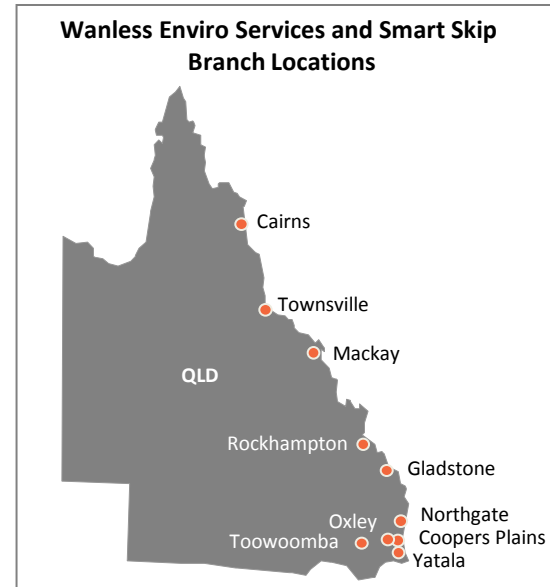 Wanless Enviro Services and Smart Skip
Branch Locations
Cairns
Townsville
Mackay
QLD
Rockhampton
Gladstone
Northgate
Oxley
Coopers Plains
Toowoomba
Yatala